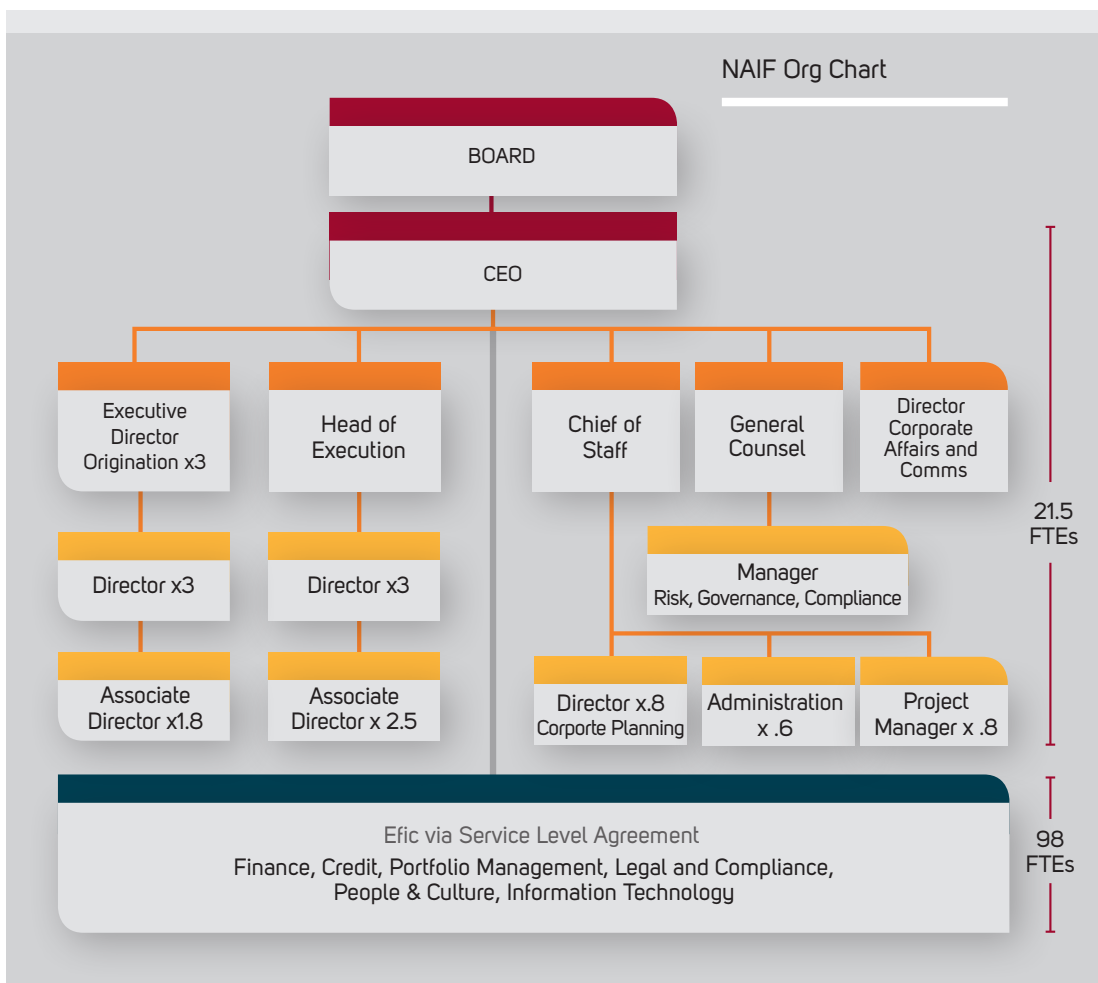 NAIF Org Chart
BOARD
CEO
Executive
Director
Origination x3
Head of
Execution
Chief of
Staff
General
Counsel
Director
Corporate
Affairs and
Comms
21.5
FTEs
Director x3
Director x3
Manager
Risk, Governance, Compliance
Associate
Director x1.8
Associate
Director x 2.5
Director x.8
Corporte Planning
Administration
x .6
Project
Manager x .8
Efic via Service Level Agreement
Finance, Credit, Portfolio Management, Legal and Compliance,
People & Culture, Information Technology
98
FTEs